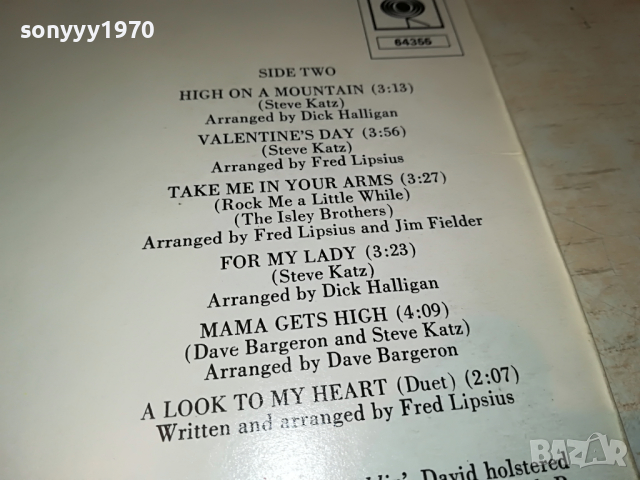 sonyyy1970
64355
SIDE TWO
HIGH ON A MOUNTAIN (3:13)
(Steve Katz)
Arranged by Dick Halligan
VALENTINE'S DAY (3:56)
(Steve Katz)
Arranged by Fred Lipsius
TAKE ME IN YOUR ARMS (3:27)
(Rock Me a Little While)
(The Isley Brothers)
Arranged by Fred Lipsius and Jim Fielder
FOR MY LADY (3:23)
(Steve Katz)
Arranged by Dick Halligan
MAMA GETS HIGH (4:09)
(Dave Bargeron and Steve Katz)
Arranged by Dave Bargeron
A LOOK TO MY HEART (Duet) (2:07)
Written and arranged by Fred Lipsius
David holstered
BAZAR
bg